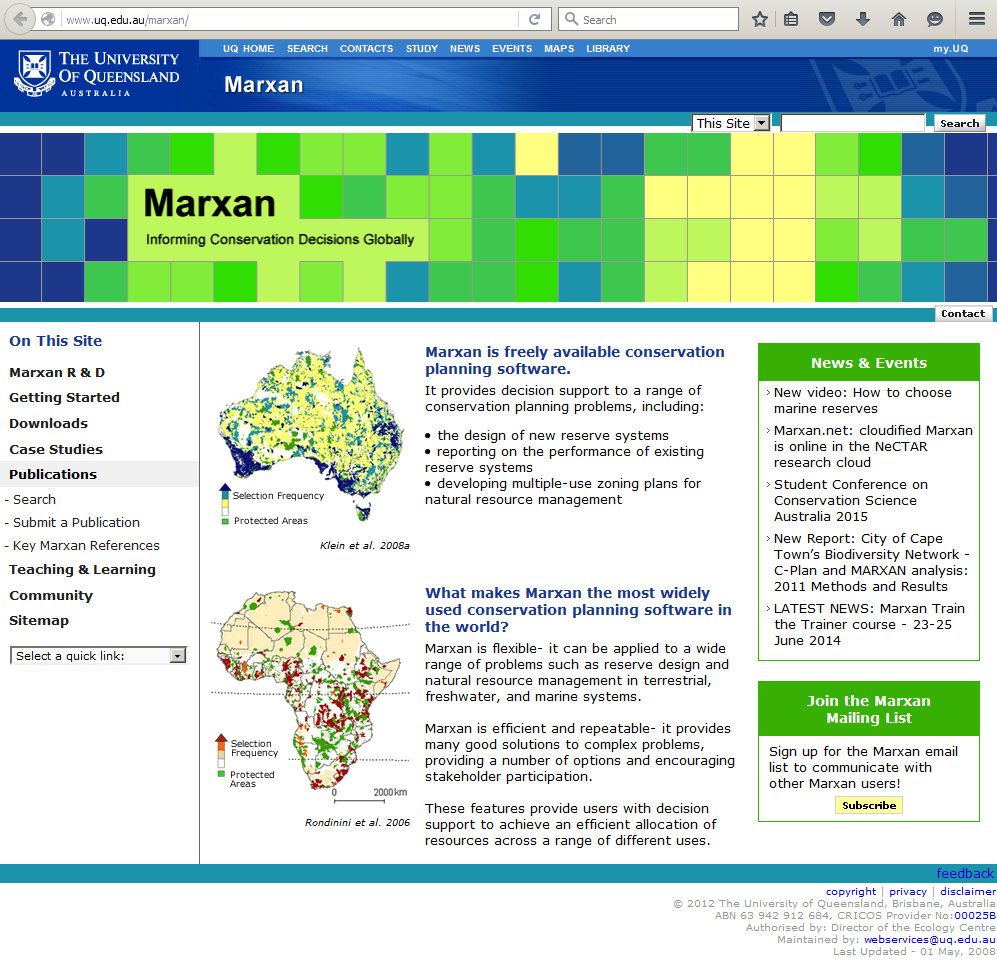 www.uq.edu.au/marxan/
Search
THE UNIVERSITY
OF QUEENSLAND
AUSTRALIA
UQ HOME SEARCH CONTACTS STUDY NEWS EVENTS MAPS LIBRARY
my.UQ
Marxan
This Site
Search
Marxan
Informing Conservation Decisions Globally
Contact
On This Site
Marxan R & D
Getting Started
Downloads
Case Studies
Publications
- Search
- Submit a Publication
- Key Marxan References
Teaching & Learning
Community
Sitemap
Select a quick link:
Selection Frequency
Protected Areas
Klein et al. 2008a
Marxan is freely available conservation
planning software.
It provides decision support to a range of
conservation planning problems, including:
• the design of new reserve systems
• reporting on the performance of existing
reserve systems
• developing multiple-use zoning plans for
natural resource management
Selection
Frequency
Protected
Areas
0 2000km
Rondinini et al. 2006
What makes Marxan the most widely
used conservation planning software in
the world?
Marxan is flexible- it can be applied to a wide
range of problems such as reserve design and
natural resource management in terrestrial,
freshwater, and marine systems.
Marxan is efficient and repeatable- it provides
many good solutions to complex problems,
providing a number of options and encouraging
stakeholder participation.
These features provide users with decision
support to achieve an efficient allocation of
resources across a range of different uses.
News & Events
› New video: How to choose
marine reserves
› Marxan.net: cloudified Marxan
is online in the NeCTAR
research cloud
› Student Conference on
Conservation Science
Australia 2015
› New Report: City of Cape
Town’s Biodiversity Network -
C-Plan and MARXAN analysis:
2011 Methods and Results
› LATEST NEWS: Marxan Train
the Trainer course - 23-25
June 2014
Join the Marxan
Mailing List
Sign up for the Marxan email
list to communicate with
other Marxan users!
Subscribe
feedback
copyright | privacy | disclaimer
© 2012 The University of Queensland, Brisbane, Australia
ABN 63 942 912 684, CRICOS Provider No:00025B
Authorised by: Director of the Ecology Centre
Maintained by: webservices@uq.edu.au
Last Updated - 01 May, 2008